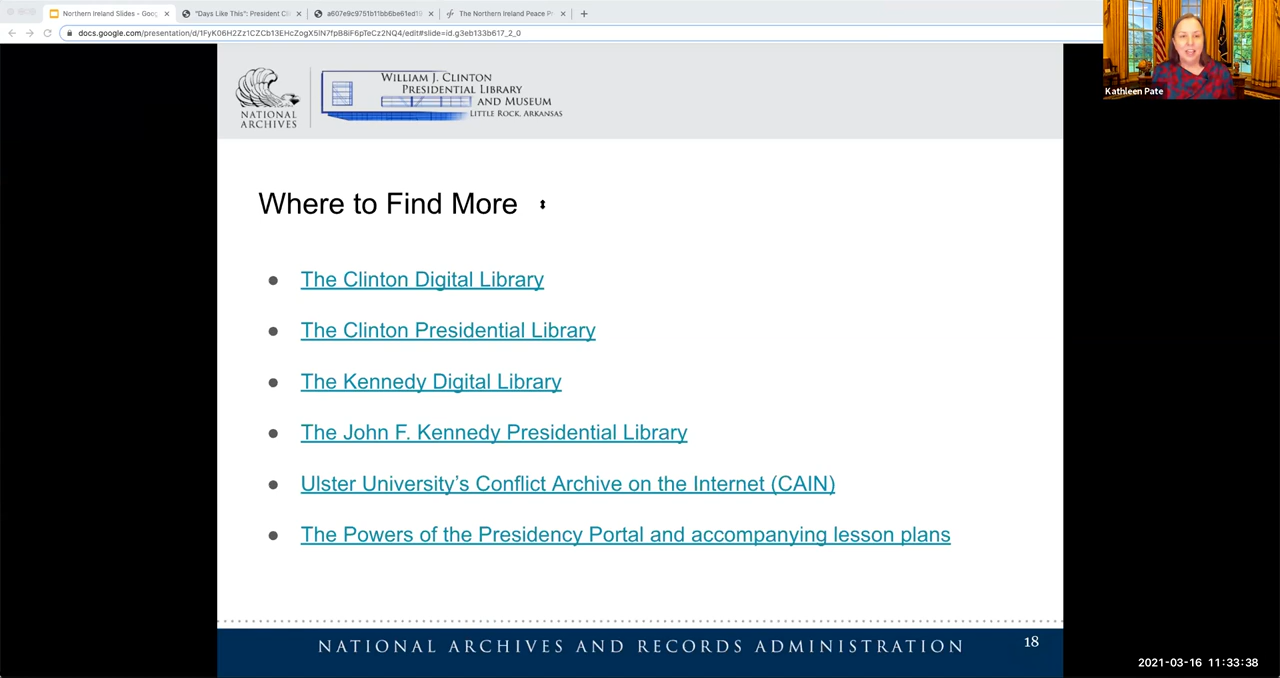 Northern Ireland Slides - Goog
"Days Like This": President Cl
a607e9c9751b11bb6be61ed19
The Northern Ireland Peace P
docs.google.com/presentation/d/1FyK06H2Zz1CZCb13EHcZogX5lN7fpB8iF6pTeCz2NQ4/edit#slide=id.g3eb133b617_2_0
Kathleen Pate
NATIONAL
ARCHIVES
WILLIAM J. CLINTON
PRESIDENTIAL LIBRARY
AND MUSEUM
LITTLE ROCK, ARKANSAS
Where to Find More
● The Clinton Digital Library
● The Clinton Presidential Library
● The Kennedy Digital Library
● The John F. Kennedy Presidential Library
● Ulster University's Conflict Archive on the Internet (CAIN)
● The Powers of the Presidency Portal and accompanying lesson plans
NATIONAL ARCHIVES AND RECORDS ADMINISTRATION
18
2021-03-16 11:33:38